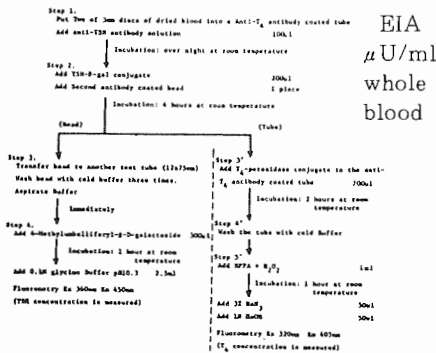 Step 1.
Put Two of 3mm discs of dried blood into a Anti-T4 antibody coated tube
Add anti-TSH antibody solution 100ul
Incubation: over night at room temperature
Step 2.
Add TSH-β-gal conjugate 200ul
Add Second antibody coated bead 1 piece
Incubation: 4 hours at room temperature
(Bead)
(Tube)
Step 3.
Transfer bead to another test tube (12x75mm)
Wash bead with cold buffer three times.
Aspirate Buffer
Immediately
Step 4.
Add 4-Methylumbelliferyl-β-D-galactoside 300ul
Incubation: 1 hour at room
temperature
Add 0.1M glycine Buffer pH10.3 2.5ml
Fluorometry Ex 360nm Em 450nm
(TSH concentration is measured)
Step 3'
Add T4-peroxidase conjugate to the anti-
T4 antibody coated tube 200ul
Incubation: 2 hours at room
temperature
Step 4'
Wash the tube with cold Buffer
Step 5'
Add HPPA + H2O2 1ml
Incubation: 1 hour at room
temperature
Add 3% NaN3 50ul
Add 1N NaOH 50ul
Fluorometry Ex 320nm Em 405nm
(T4 concentration is measured)
EIA
μU/ml
whole
blood